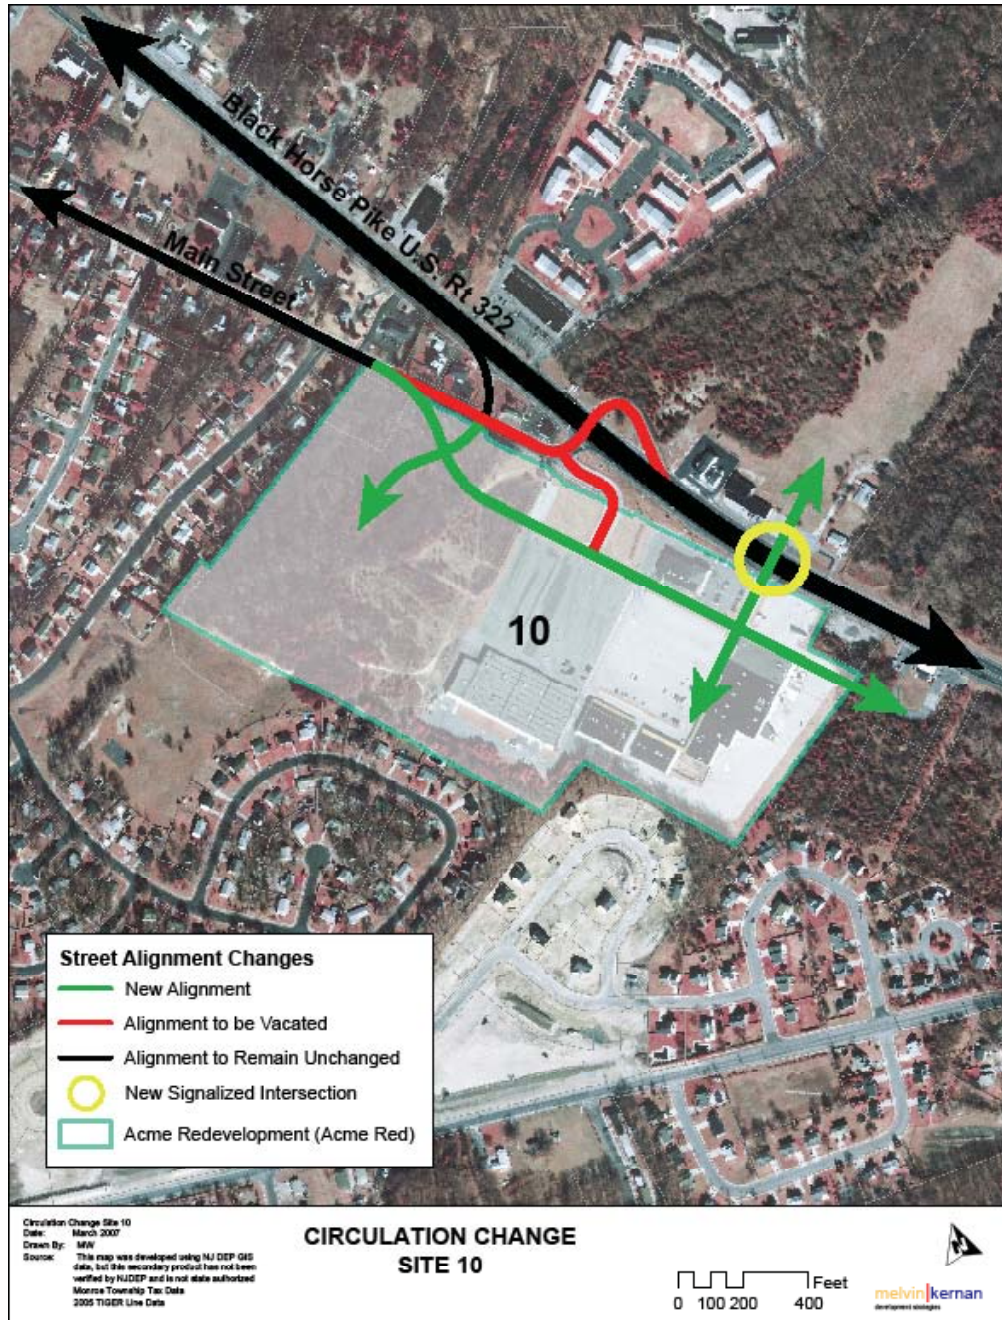 Black Horse Pike U.S. Rt 322
Main Street
10
Street Alignment Changes
New Alignment
Alignment to be Vacated
Alignment to Remain Unchanged
New Signalized Intersection
Acme Redevelopment (Acme Red)
Circulation Change Site 10
Date: March 2007
Drawn By: MW
Source: This map was developed using NJ DEP GIS
data, but this secondary product has not been
verified by NJDEP and is not state authorized
Monroe Township Tax Data
2005 TIGER Line Data
CIRCULATION CHANGE
SITE 10
N
Feet
0 100 200 400
melvin|kernan
development strategies